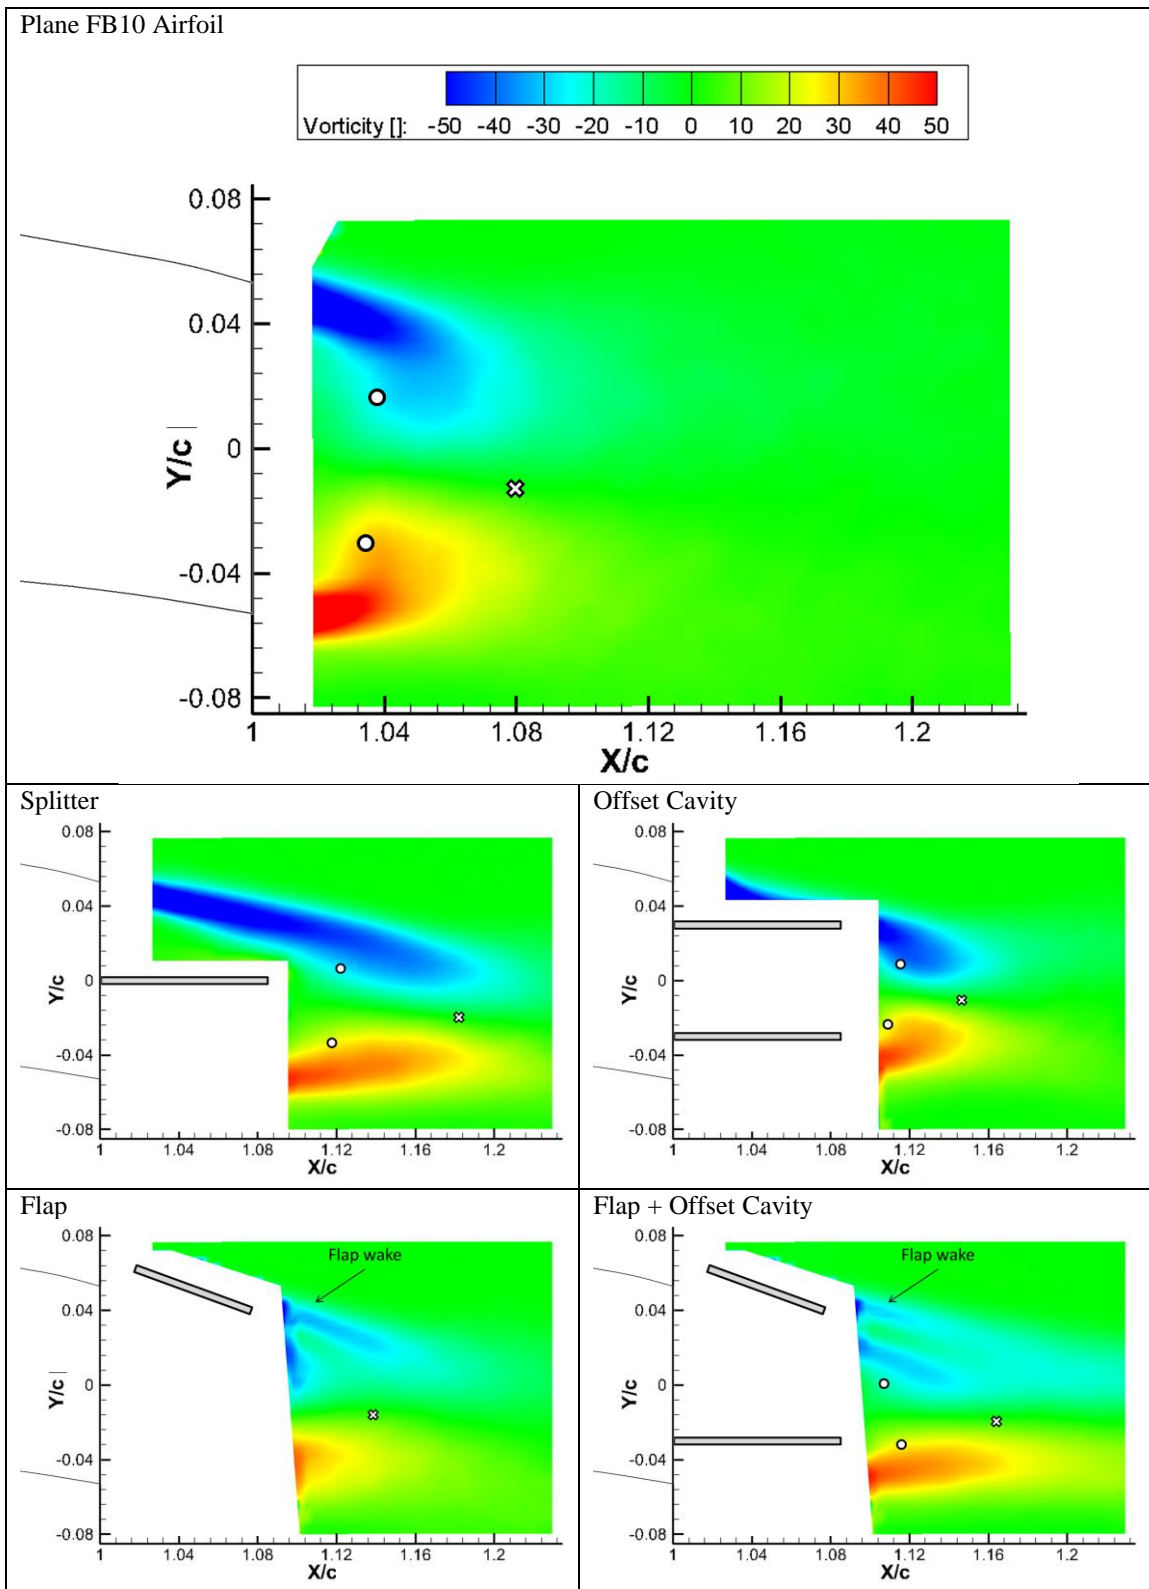 Plane FB10 Airfoil
Vorticity []: -50 -40 -30 -20 -10 0 10 20 30 40 50
0.08
0.04
0
-0.04
-0.08
Y/c
1 1.04 1.08 1.12 1.16 1.2
X/c
Splitter
0.08
0.04
0
-0.04
-0.08
Y/c
1 1.04 1.08 1.12 1.16 1.2
X/c
Offset Cavity
0.08
0.04
0
-0.04
-0.08
Y/c
1 1.04 1.08 1.12 1.16 1.2
X/c
Flap
Flap wake
0.08
0.04
0
-0.04
-0.08
Y/c
1 1.04 1.08 1.12 1.16 1.2
X/c
Flap + Offset Cavity
Flap wake
0.08
0.04
0
-0.04
-0.08
Y/c
1 1.04 1.08 1.12 1.16 1.2
X/c